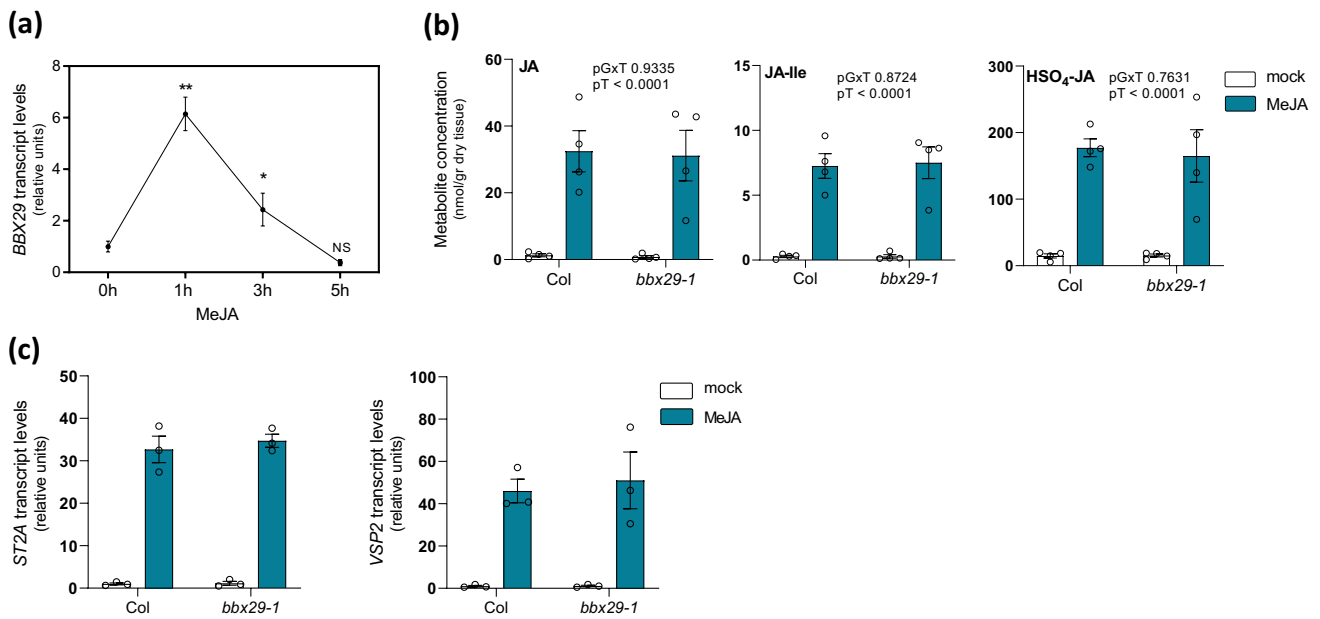 (a)
BBX29 transcript levels
(relative units)
8
6
4
2
0
**
*
NS
0h 1h 3h 5h
MeJA
(b)
Metabolite concentration
(nmol/gr dry tissue)
JA
pGxT 0.9335
pT < 0.0001
60
40
20
0
Col bbx29-1
JA-Ile
pGxT 0.8724
pT < 0.0001
15
10
5
0
Col bbx29-1
HSO4-JA
pGxT 0.7631
pT < 0.0001
300
200
100
0
Col bbx29-1
mock
MeJA
(c)
ST2A transcript levels
(relative units)
50
40
30
20
10
0
Col bbx29-1
VSP2 transcript levels
(relative units)
100
80
60
40
20
0
Col bbx29-1
mock
MeJA